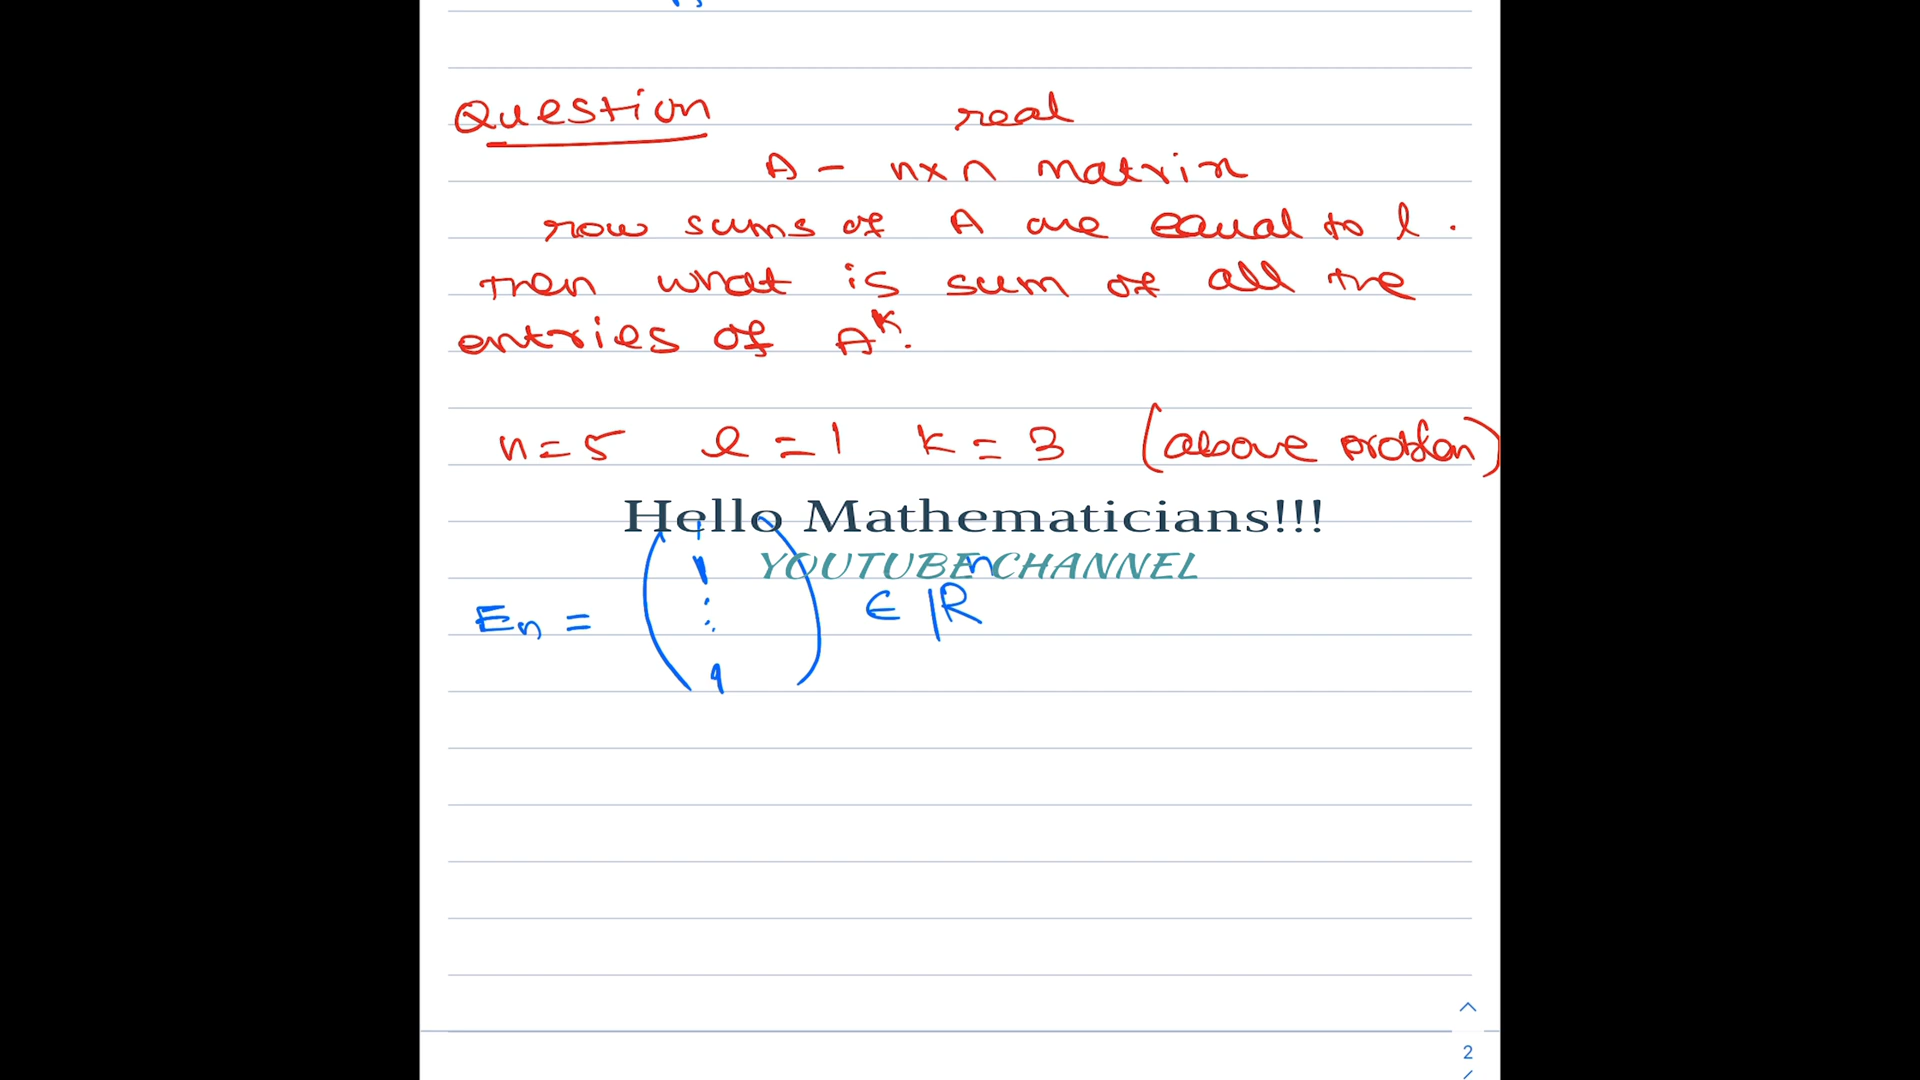 Question
real
A - n×n matrix
row sums of A are equal to l.
Then what is sum of all the
entries of A^k.
n=5 l=1 k=3 (above problem)
Hello Mathematicians!!!
YOUTUBE CHANNEL
E_n = (1 1 ⋮ 1) ∈ ℝ^n
2